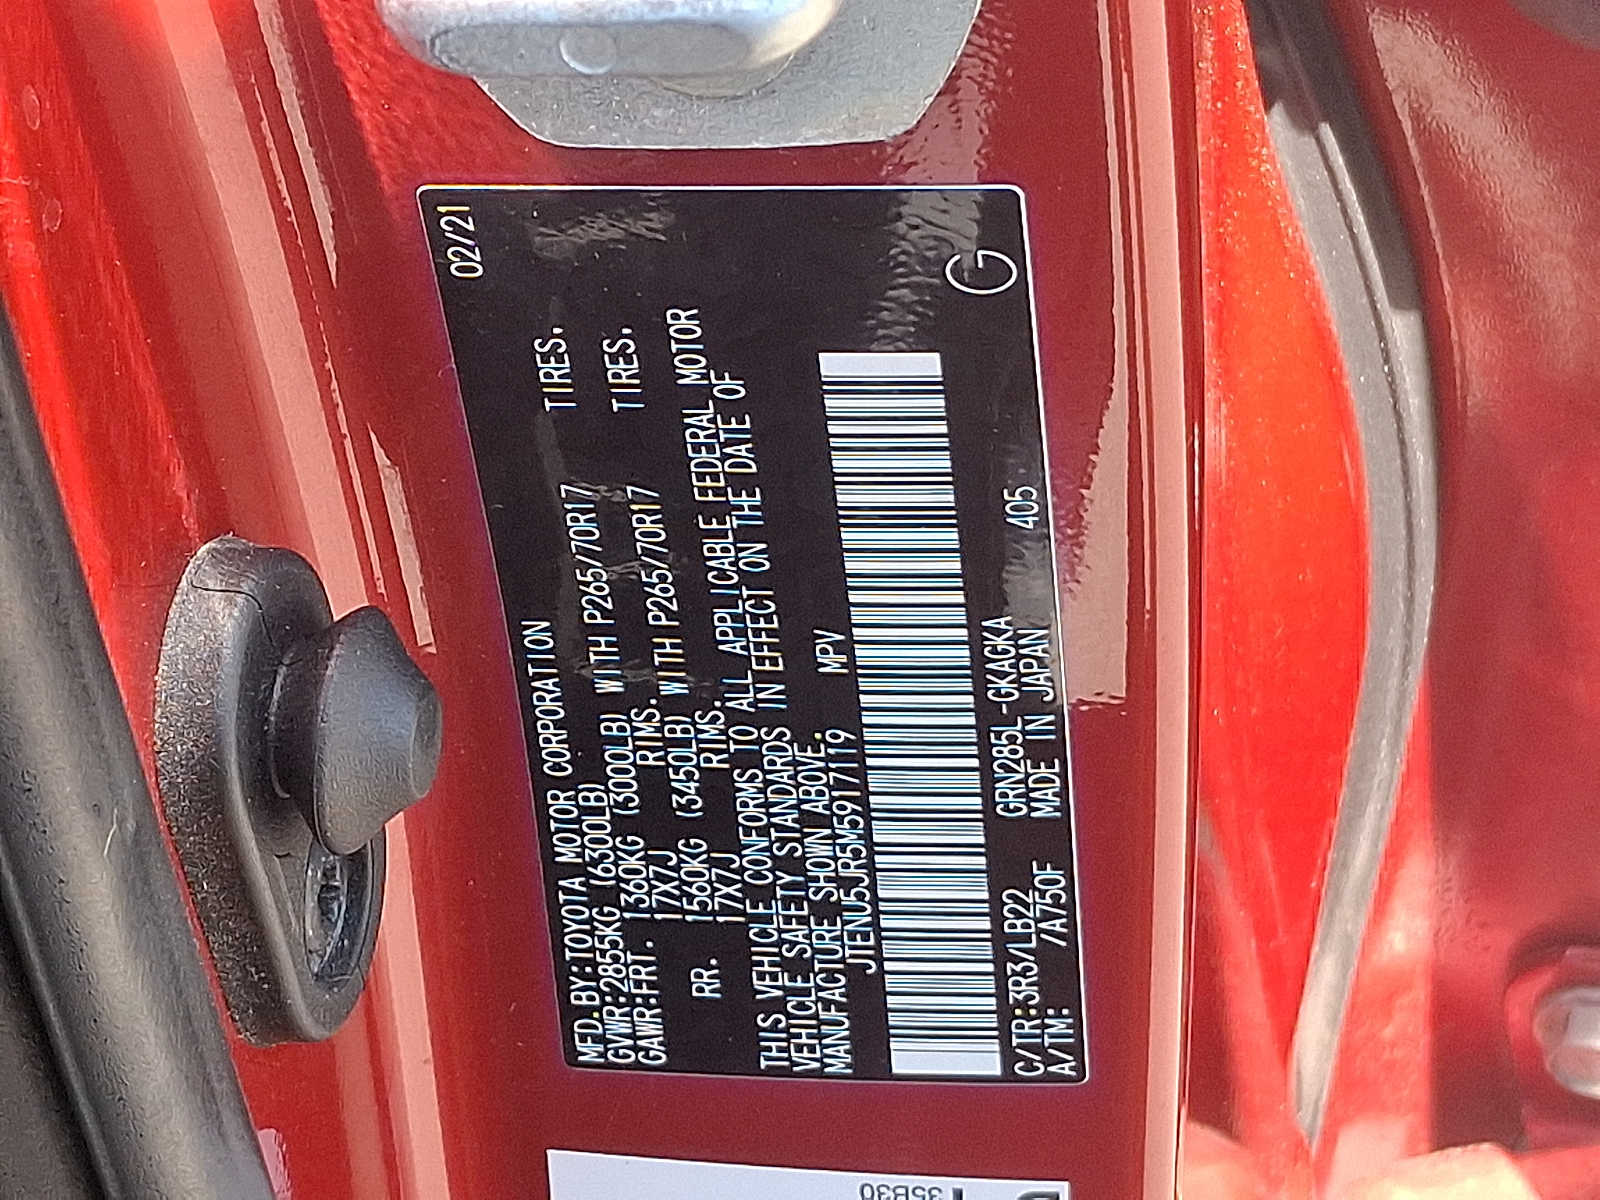 02/21
MFD.BY:TOYOTA MOTOR CORPORATION
GVWR:2855KG (6300LB)
GAWR:FRT. 1360KG (3000LB) WITH P265/70R17 TIRES.
17X7J RIMS.
RR. 1560KG (3450LB) WITH P265/70R17 TIRES.
17X7J RIMS.
THIS VEHICLE CONFORMS TO ALL APPLICABLE FEDERAL MOTOR
VEHICLE SAFETY STANDARDS IN EFFECT ON THE DATE OF
MANUFACTURE SHOWN ABOVE.
JTENU5JR5M5917119 MPV
C/TR:3R3/LB22 GRN285L-GKAGKA 405
A/TM: /A750F MADE IN JAPAN
G
35B30